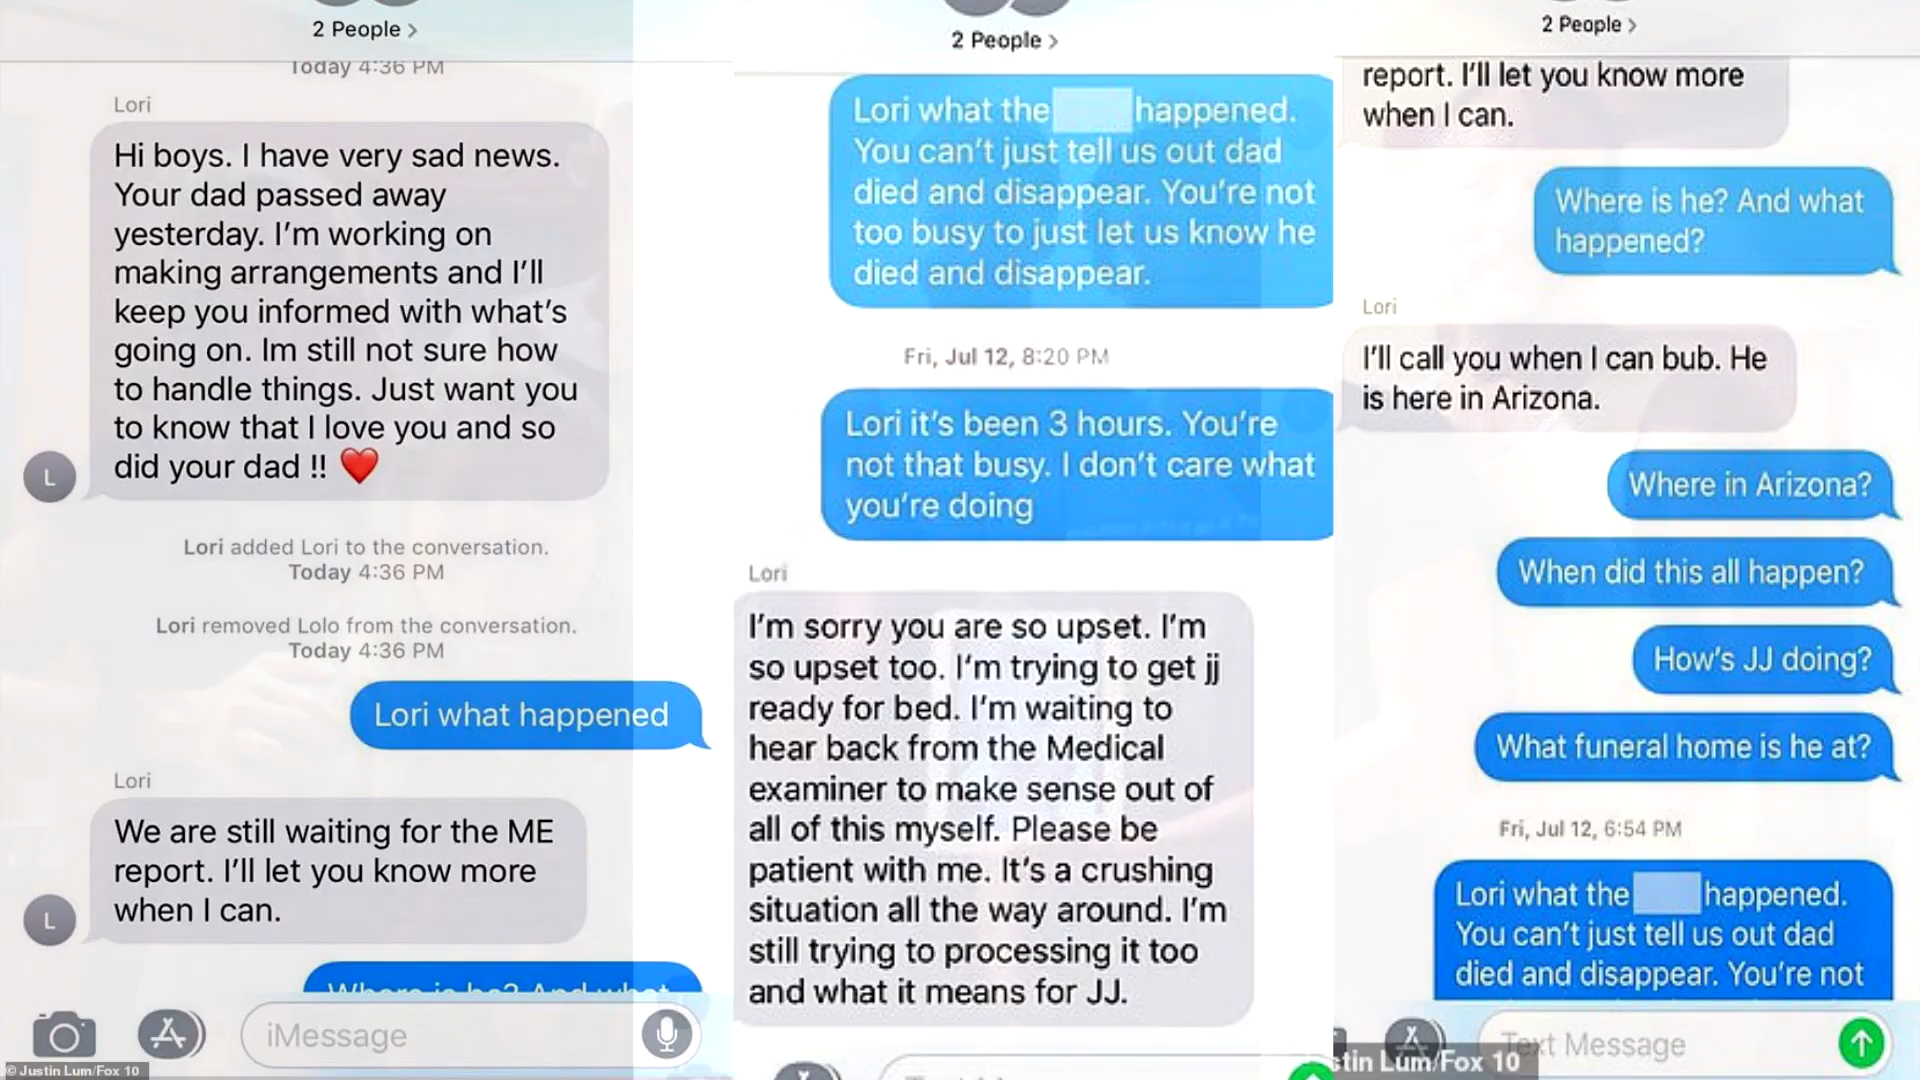 2 People >
Today 4:36 PM
Lori
Hi boys. I have very sad news.
Your dad passed away
yesterday. I'm working on
making arrangements and I'll
keep you informed with what's
going on. Im still not sure how
to handle things. Just want you
to know that I love you and so
did your dad !! ❤️
L
Lori added Lori to the conversation.
Today 4:36 PM
Lori removed Lolo from the conversation.
Today 4:36 PM
Lori what happened
Lori
We are still waiting for the ME
report. I'll let you know more
when I can.
L
Where is he? And what
iMessage
© Justin Lum/Fox 10
2 People >
Lori what the happened.
You can't just tell us out dad
died and disappear. You're not
too busy to just let us know he
died and disappear.
Fri, Jul 12, 8:20 PM
Lori it's been 3 hours. You're
not that busy. I don't care what
you're doing
Lori
I'm sorry you are so upset. I'm
so upset too. I'm trying to get jj
ready for bed. I'm waiting to
hear back from the Medical
examiner to make sense out of
all of this myself. Please be
patient with me. It's a crushing
situation all the way around. I'm
still trying to processing it too
and what it means for JJ.
2 People >
report. I'll let you know more
when I can.
Where is he? And what
happened?
Lori
I'll call you when I can bub. He
is here in Arizona.
Where in Arizona?
When did this all happen?
How's JJ doing?
What funeral home is he at?
Fri, Jul 12, 6:54 PM
Lori what the happened.
You can't just tell us out dad
died and disappear. You're not
Text Message
stin Lum/Fox 10